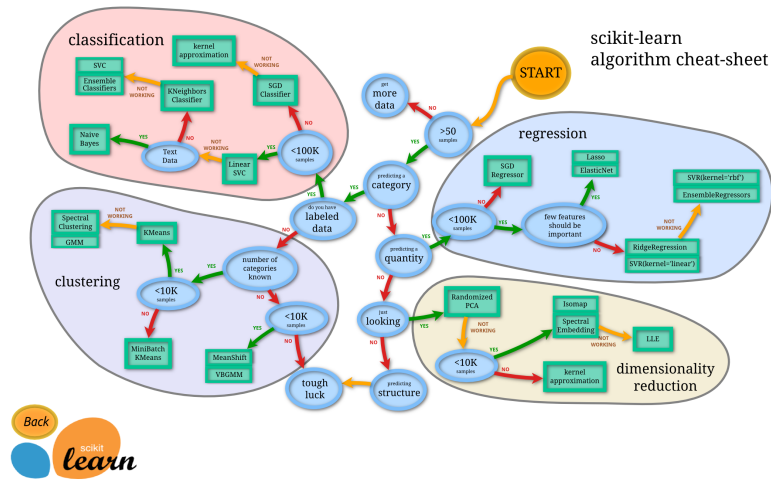 scikit-learn
algorithm cheat-sheet
START
>50
samples
NO
get
more
data
YES
predicting a
category
YES
do you have
labeled
data
NO
predicting a
quantity
NO
just
looking
NO
predicting
structure
tough
luck
classification
YES
<100K
samples
YES
Linear
SVC
NOT
WORKING
Text
Data
YES
Naive
Bayes
NO
KNeighbors
Classifier
NOT
WORKING
SVC
Ensemble
Classifiers
NO
SGD
Classifier
NOT
WORKING
kernel
approximation
clustering
NO
number of
categories
known
YES
<10K
samples
YES
KMeans
NOT
WORKING
Spectral
Clustering
GMM
NO
MiniBatch
KMeans
NO
<10K
samples
YES
MeanShift
VBGMM
NO
regression
YES
<100K
samples
NO
SGD
Regressor
YES
few features
should be
important
YES
Lasso
ElasticNet
NO
RidgeRegression
SVR(kernel='linear')
NOT
WORKING
SVR(kernel='rbf')
EnsembleRegressors
dimensionality
reduction
YES
Randomized
PCA
NOT
WORKING
<10K
samples
YES
Isomap
Spectral
Embedding
NOT
WORKING
LLE
NO
kernel
approximation
Back
scikit
learn